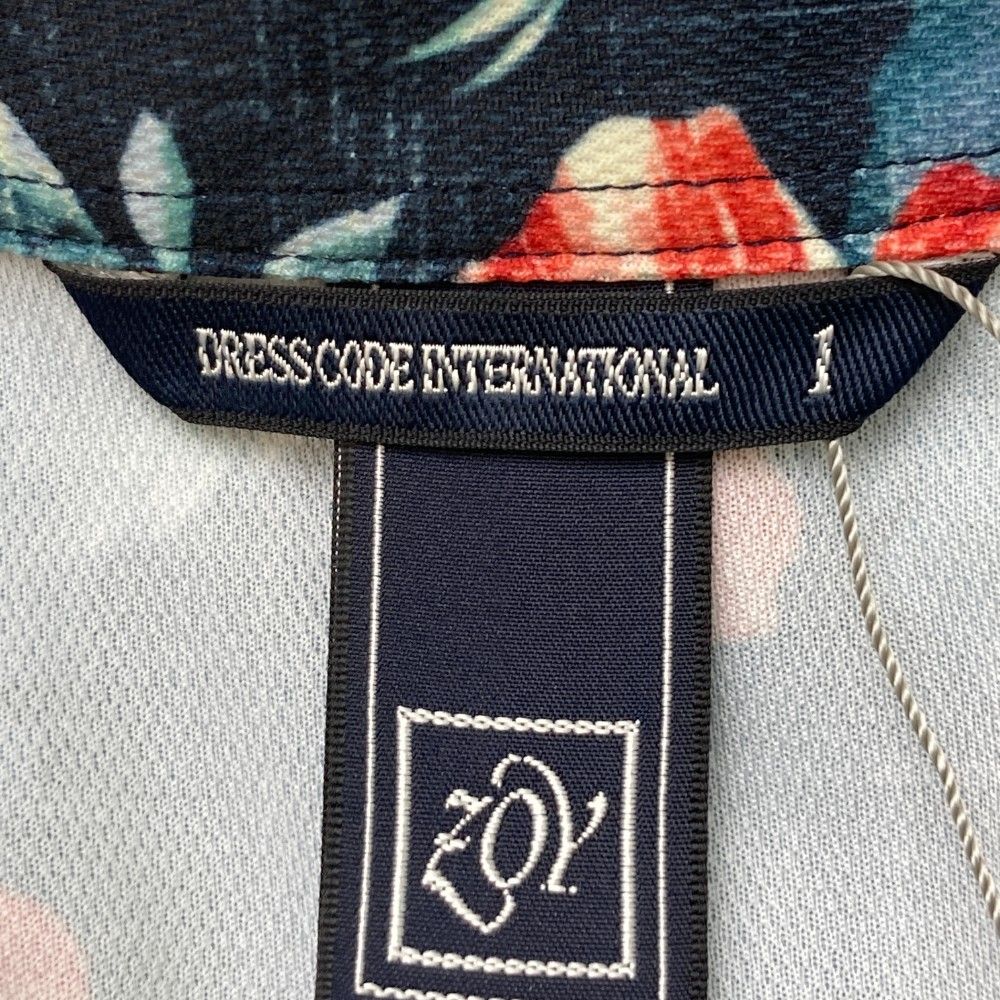 DRESS CODE INTERNATIONAL 1
ZOY